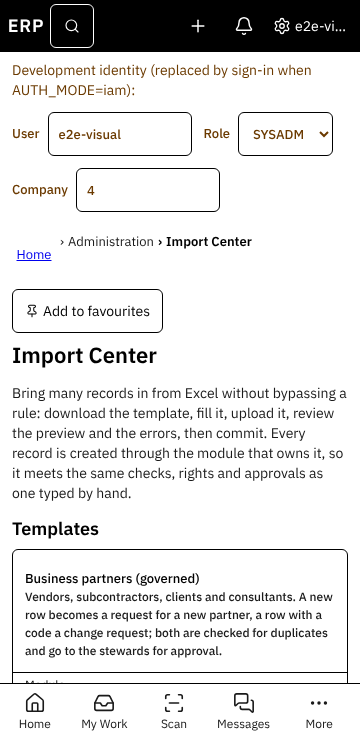 ERP
e2e-vi...
Development identity (replaced by sign-in when
AUTH_MODE=iam):
User e2e-visual Role SYSADM
Company 4
Home › Administration › Import Center
Add to favourites
Import Center
Bring many records in from Excel without bypassing a
rule: download the template, fill it, upload it, review
the preview and the errors, then commit. Every
record is created through the module that owns it, so
it meets the same checks, rights and approvals as
one typed by hand.
Templates
Business partners (governed)
Vendors, subcontractors, clients and consultants. A new
row becomes a request for a new partner, a row with a
code a change request; both are checked for duplicates
and go to the stewards for approval.
Home My Work Scan Messages More